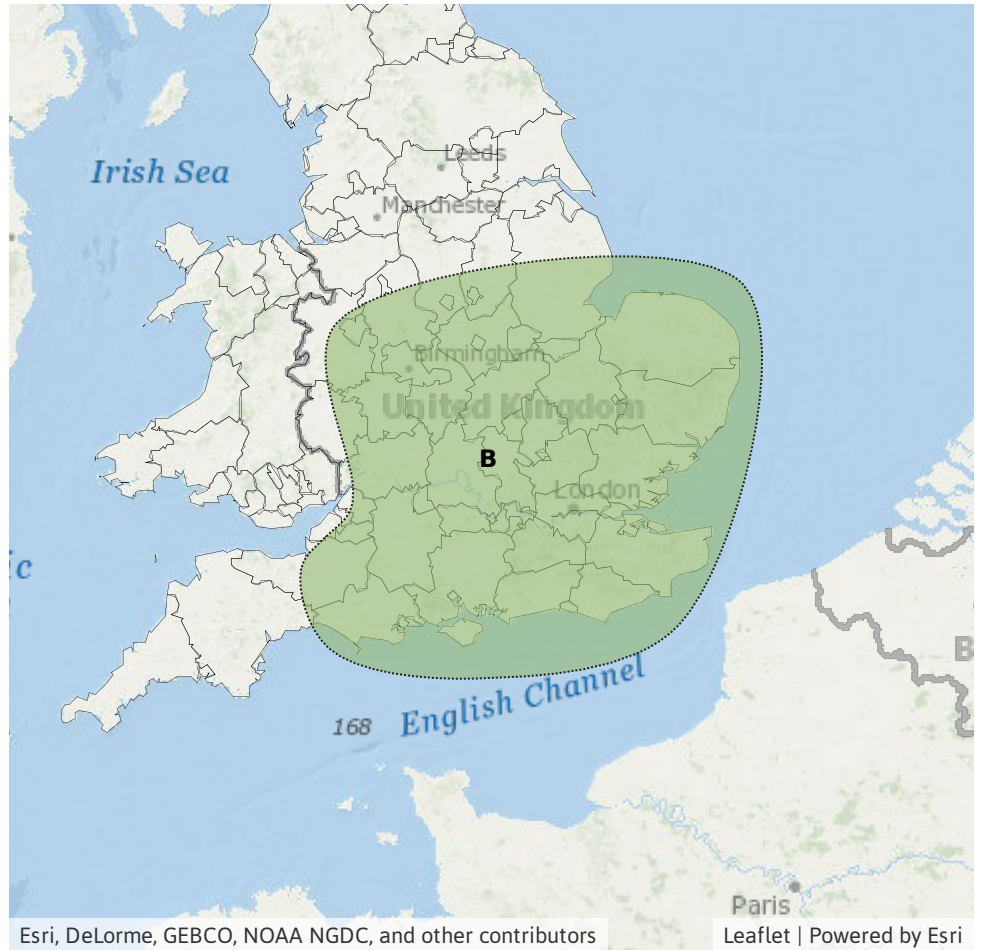 Leeds
Irish Sea
Manchester
Birmingham
United Kingdom
B
London
ic
B
English Channel
168
Paris
Esri, DeLorme, GEBCO, NOAA NGDC, and other contributors
Leaflet | Powered by Esri